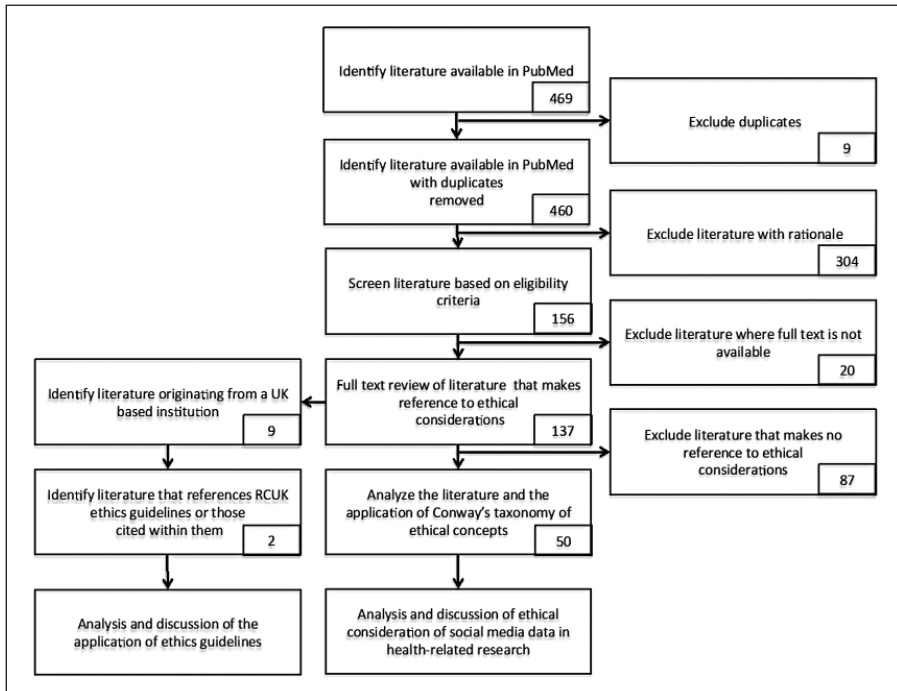 Identify literature available in PubMed
469
Exclude duplicates
9
Identify literature available in PubMed
with duplicates
removed
460
Exclude literature with rationale
304
Screen literature based on eligibility
criteria
156
Exclude literature where full text is not
available
20
Identify literature originating from a UK
based institution
9
Full text review of literature that makes
reference to ethical
considerations
137
Exclude literature that makes no
reference to ethical
considerations
87
Identify literature that references RCUK
ethics guidelines or those
cited within them
2
Analyze the literature and the
application of Conway's taxonomy of
ethical concepts
50
Analysis and discussion of the
application of ethics guidelines
Analysis and discussion of ethical
consideration of social media data in
health-related research